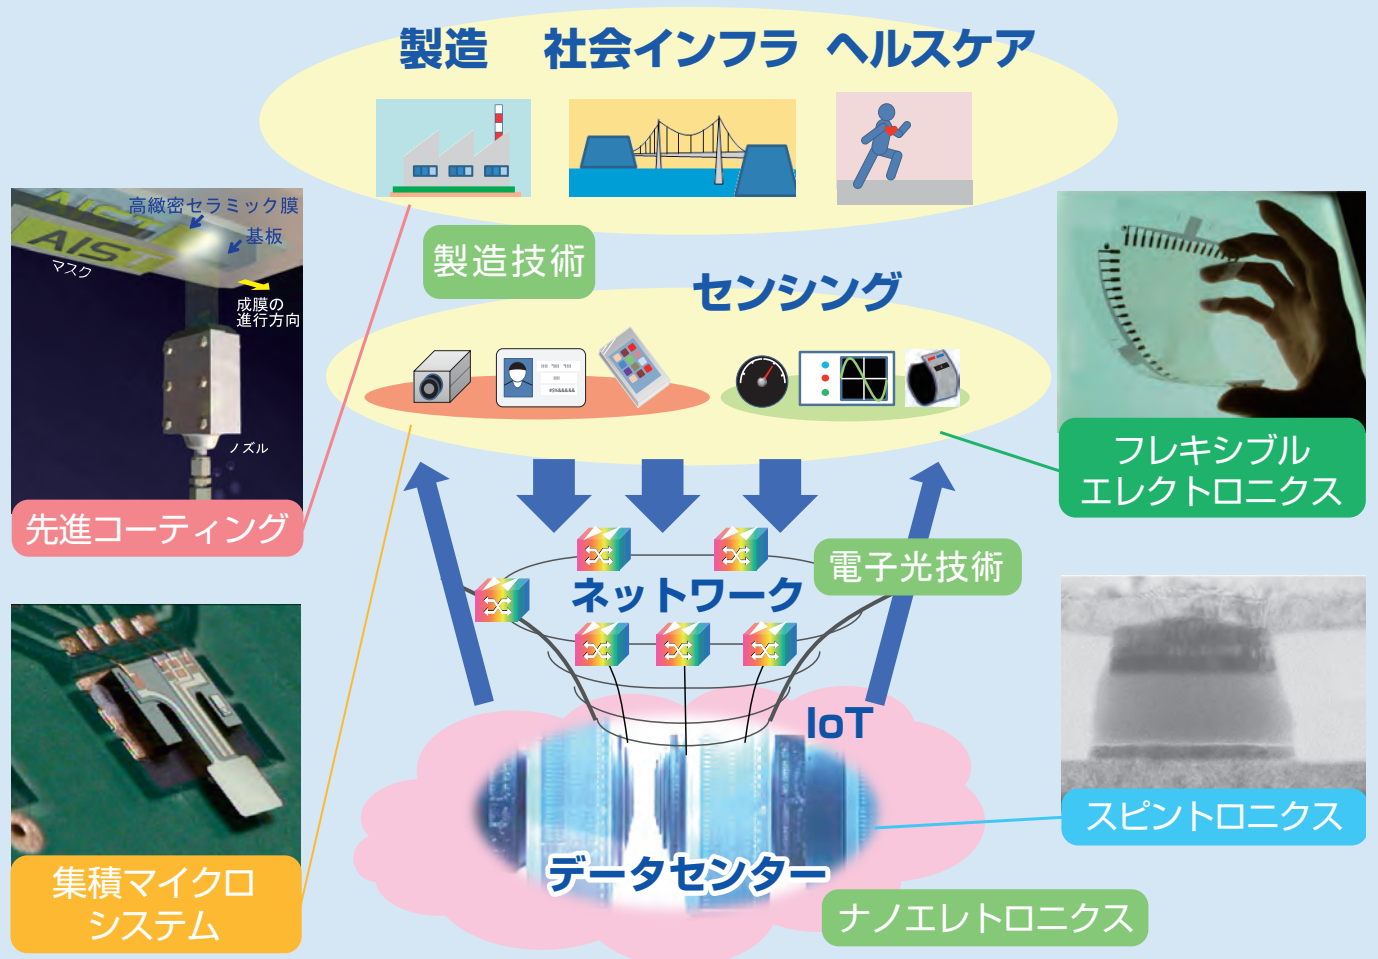 製造 社会インフラ ヘルスケア
高緻密セラミック膜
基板
AIST
AIST
マスク
成膜の
進行方向
ノズル
先進コーティング
製造技術
センシング
フレキシブル
エレクトロニクス
電子光技術
ネットワーク
IoT
データセンター
スピントロニクス
集積マイクロ
システム
ナノエレトロニクス